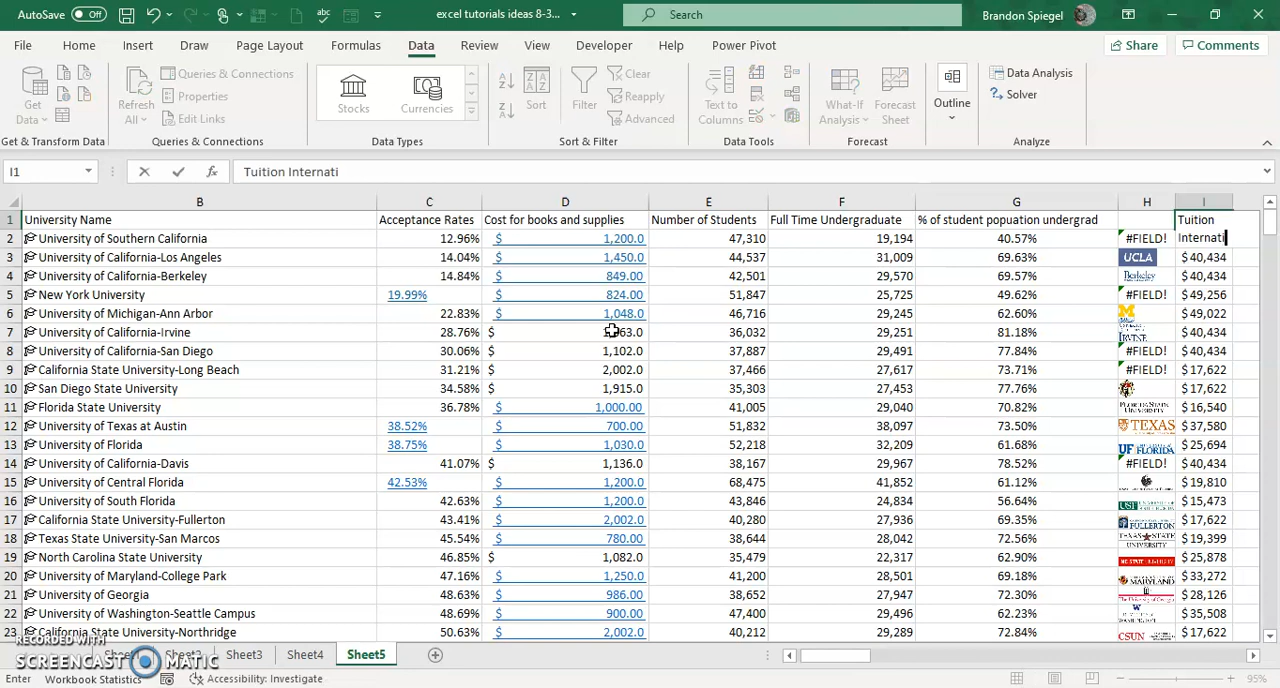 AutoSave Off excel tutorials ideas 8-3... Search Brandon Spiegel
File Home Insert Draw Page Layout Formulas Data Review View Developer Help Power Pivot Share Comments
Get Data Refresh All Queries & Connections Properties Edit Links Stocks Currencies Sort Filter Clear Reapply Advanced Text to Columns What-If Analysis Forecast Sheet Outline Data Analysis Solver
Get & Transform Data Queries & Connections Data Types Sort & Filter Data Tools Forecast Analyze
I1 fx Tuition Internati
B C D E F G H I
1 University Name Acceptance Rates Cost for books and supplies Number of Students Full Time Undergraduate % of student popuation undergrad Tuition
2 University of Southern California 12.96% $ 1,200.0 47,310 19,194 40.57% #FIELD! Internati
3 University of California-Los Angeles 14.04% $ 1,450.0 44,537 31,009 69.63% UCLA $ 40,434
4 University of California-Berkeley 14.84% $ 849.00 42,501 29,570 69.57% Berkeley $ 40,434
5 New York University 19.99% $ 824.00 51,847 25,725 49.62% #FIELD! $ 49,256
6 University of Michigan-Ann Arbor 22.83% $ 1,048.0 46,716 29,245 62.60% M $ 49,022
7 University of California-Irvine 28.76% $ 63.0 36,032 29,251 81.18% IRVINE $ 40,434
8 University of California-San Diego 30.06% $ 1,102.0 37,887 29,491 77.84% #FIELD! $ 40,434
9 California State University-Long Beach 31.21% $ 2,002.0 37,466 27,617 73.71% #FIELD! $ 17,622
10 San Diego State University 34.58% $ 1,915.0 35,303 27,453 77.76% $ 17,622
11 Florida State University 36.78% $ 1,000.00 41,005 29,040 70.82% FLORIDA STATE UNIVERSITY $ 16,540
12 University of Texas at Austin 38.52% $ 700.00 51,832 38,097 73.50% TEXAS $ 37,580
13 University of Florida 38.75% $ 1,030.0 52,218 32,209 61.68% UF FLORIDA $ 25,694
14 University of California-Davis 41.07% $ 1,136.0 38,167 29,967 78.52% #FIELD! $ 40,434
15 University of Central Florida 42.53% $ 1,200.0 68,475 41,852 61.12% $ 19,810
16 University of South Florida 42.63% $ 1,200.0 43,846 24,834 56.64% USF $ 15,473
17 California State University-Fullerton 43.41% $ 2,002.0 40,280 27,936 69.35% FULLERTON $ 17,622
18 Texas State University-San Marcos 45.54% $ 780.00 38,644 28,042 72.56% TEXAS STATE UNIVERSITY $ 19,399
19 North Carolina State University 46.85% $ 1,082.0 35,479 22,317 62.90% NC STATE UNIVERSITY $ 25,878
20 University of Maryland-College Park 47.16% $ 1,250.0 41,200 28,501 69.18% MARYLAND $ 33,272
21 University of Georgia 48.63% $ 986.00 38,652 27,947 72.30% $ 28,126
22 University of Washington-Seattle Campus 48.69% $ 900.00 47,400 29,496 62.23% W $ 35,508
23 California State University-Northridge 50.63% $ 2,002.0 40,212 29,289 72.84% CSUN $ 17,622
RECORDED WITH
SCREENCAST MATIC
Sheet3 Sheet4 Sheet5
Enter Workbook Statistics Accessibility: Investigate 95%